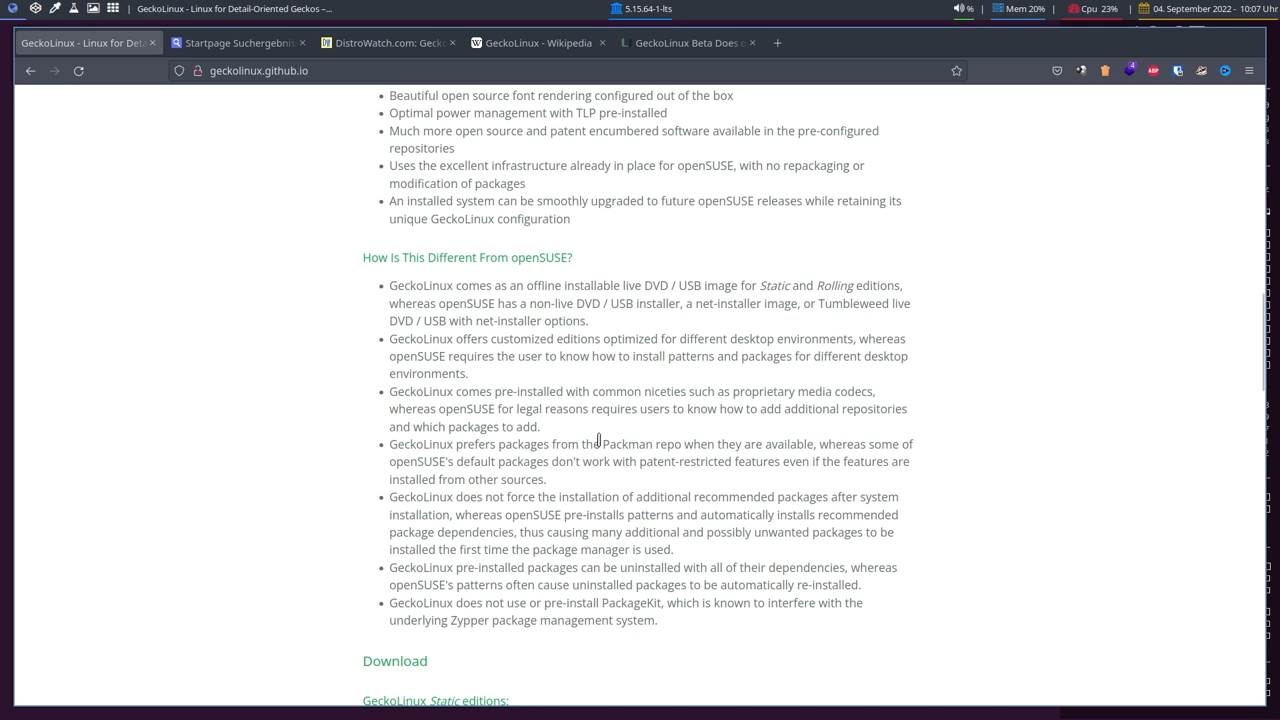 GeckoLinux - Linux for Detail-Oriented Geckos –...
5.15.64-1-lts
%
Mem 20%
Cpu 23%
04. September 2022 - 10:07 Uhr
GeckoLinux - Linux for Deta
Startpage Suchergebnis
DistroWatch.com: Gec
GeckoLinux - Wikipedia
GeckoLinux Beta Does o
geckolinux.github.io
4
ABP
• Beautiful open source font rendering configured out of the box
• Optimal power management with TLP pre-installed
• Much more open source and patent encumbered software available in the pre-configured
repositories
• Uses the excellent infrastructure already in place for openSUSE, with no repackaging or
modification of packages
• An installed system can be smoothly upgraded to future openSUSE releases while retaining its
unique GeckoLinux configuration
How Is This Different From openSUSE?
• GeckoLinux comes as an offline installable live DVD / USB image for Static and Rolling editions,
whereas openSUSE has a non-live DVD / USB installer, a net-installer image, or Tumbleweed live
DVD / USB with net-installer options.
• GeckoLinux offers customized editions optimized for different desktop environments, whereas
openSUSE requires the user to know how to install patterns and packages for different desktop
environments.
• GeckoLinux comes pre-installed with common niceties such as proprietary media codecs,
whereas openSUSE for legal reasons requires users to know how to add additional repositories
and which packages to add.
• GeckoLinux prefers packages from the Packman repo when they are available, whereas some of
openSUSE's default packages don't work with patent-restricted features even if the features are
installed from other sources.
• GeckoLinux does not force the installation of additional recommended packages after system
installation, whereas openSUSE pre-installs patterns and automatically installs recommended
package dependencies, thus causing many additional and possibly unwanted packages to be
installed the first time the package manager is used.
• GeckoLinux pre-installed packages can be uninstalled with all of their dependencies, whereas
openSUSE's patterns often cause uninstalled packages to be automatically re-installed.
• GeckoLinux does not use or pre-install PackageKit, which is known to interfere with the
underlying Zypper package management system.
Download
GeckoLinux Static editions: